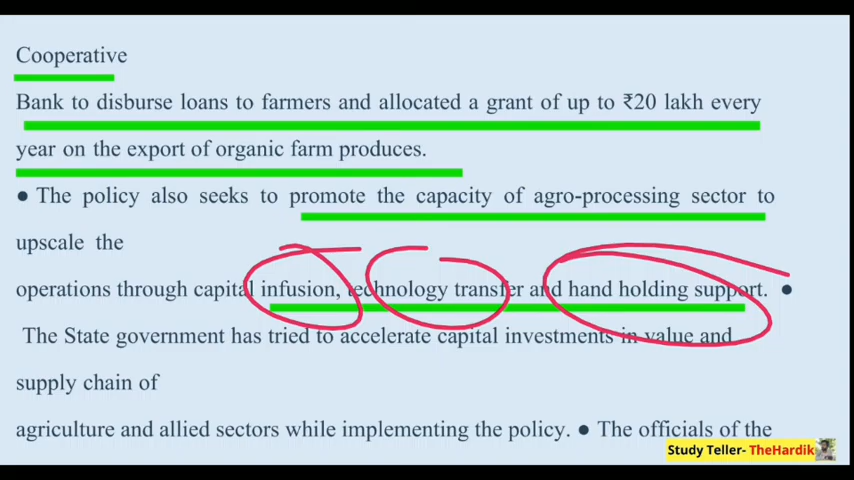 Cooperative
Bank to disburse loans to farmers and allocated a grant of up to ₹20 lakh every
year on the export of organic farm produces.
● The policy also seeks to promote the capacity of agro-processing sector to
upscale the
operations through capital infusion, technology transfer and hand holding support. ●
The State government has tried to accelerate capital investments in value and
supply chain of
agriculture and allied sectors while implementing the policy. ● The officials of the
Study Teller- TheHardik